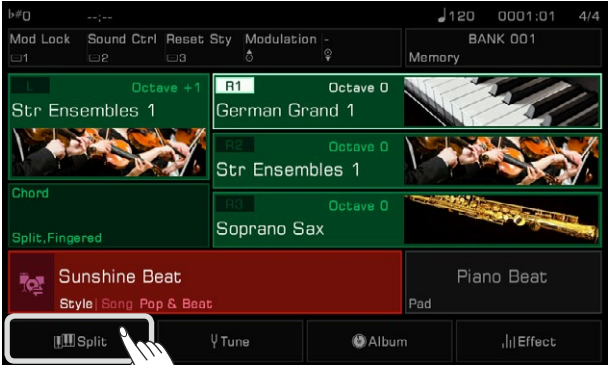 b#0 --;-- ♩120 0001:01 4/4
Mod Lock Sound Ctrl Reset Sty Modulation - BANK 001
1 2 3 Memory
L Octave +1
Str Ensembles 1
R1 Octave 0
German Grand 1
R2 Octave 0
Str Ensembles 1
R3 Octave 0
Soprano Sax
Chord
Split,Fingered
Sunshine Beat
Style| Song Pop & Beat
Piano Beat
Pad
Split Tune Album Effect